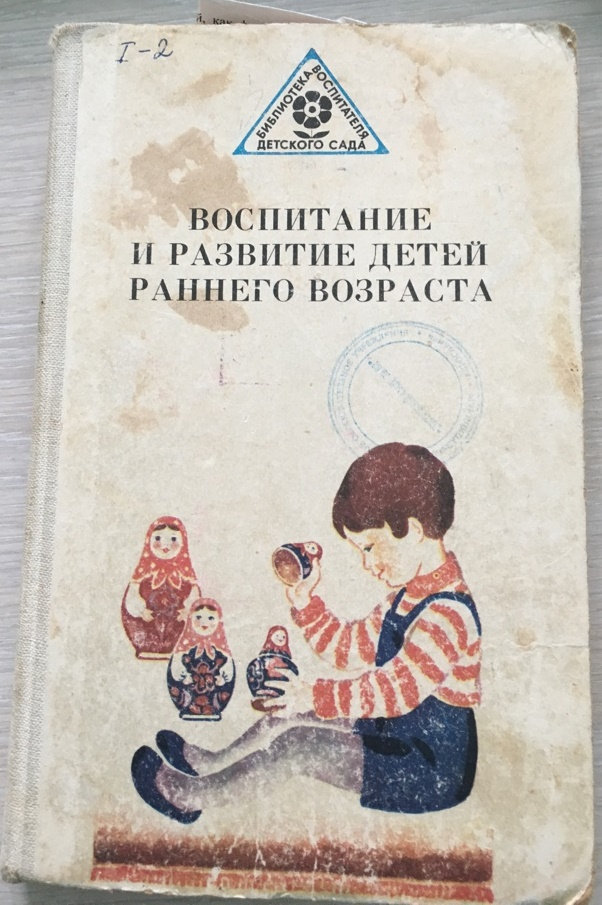 I-2
БИБЛИОТЕКА ВОСПИТАТЕЛЯ
ДЕТСКОГО САДА
ВОСПИТАНИЕ
И РАЗВИТИЕ ДЕТЕЙ
РАННЕГО ВОЗРАСТА